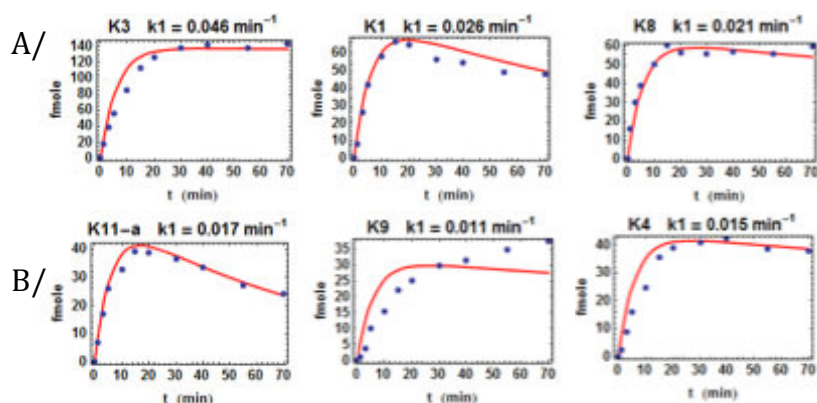 A/
K3 k1 = 0.046 min⁻¹
fmole
140
120
100
80
60
40
20
0
0 10 20 30 40 50 60 70
t (min)
K1 k1 = 0.026 min⁻¹
fmole
60
50
40
30
20
10
0
0 10 20 30 40 50 60 70
t (min)
K8 k1 = 0.021 min⁻¹
fmole
60
50
40
30
20
10
0
0 10 20 30 40 50 60 70
t (min)
B/
K11−a k1 = 0.017 min⁻¹
fmole
40
30
20
10
0
0 10 20 30 40 50 60 70
t (min)
K9 k1 = 0.011 min⁻¹
fmole
35
30
25
20
15
10
5
0
0 10 20 30 40 50 60 70
t (min)
K4 k1 = 0.015 min⁻¹
fmole
40
30
20
10
0
0 10 20 30 40 50 60 70
t (min)